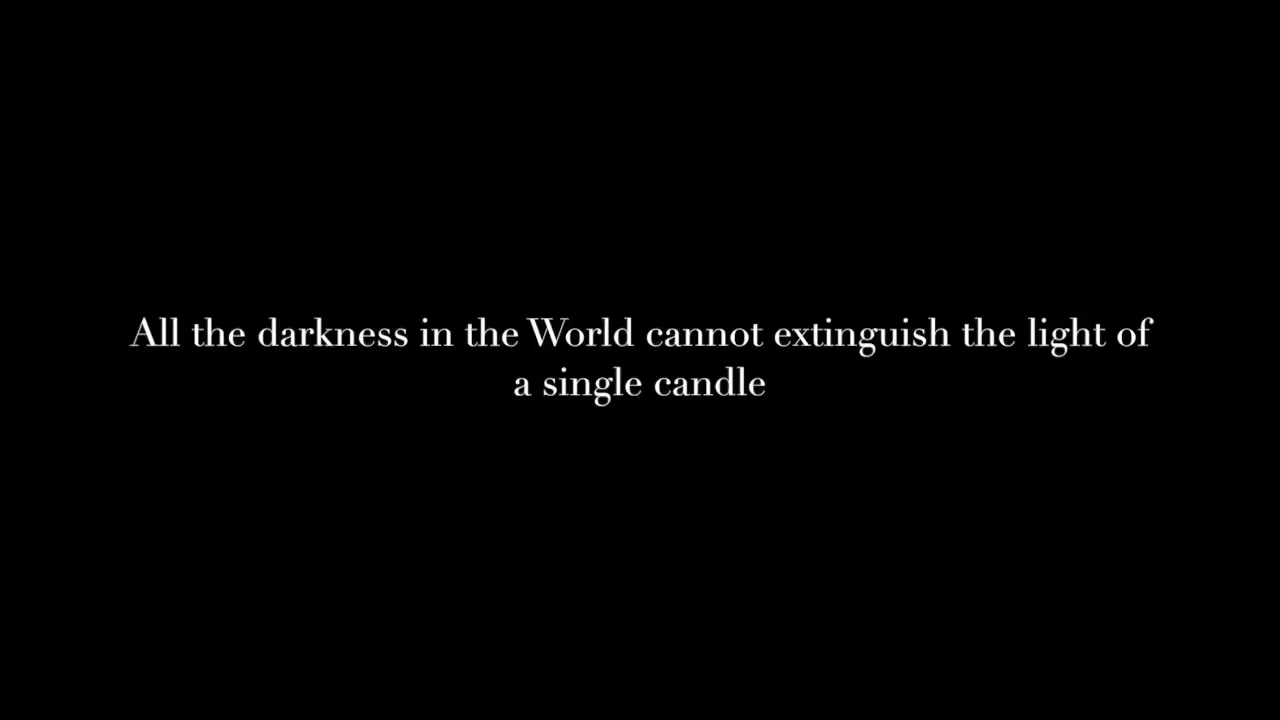 All the darkness in the World cannot extinguish the light of
a single candle